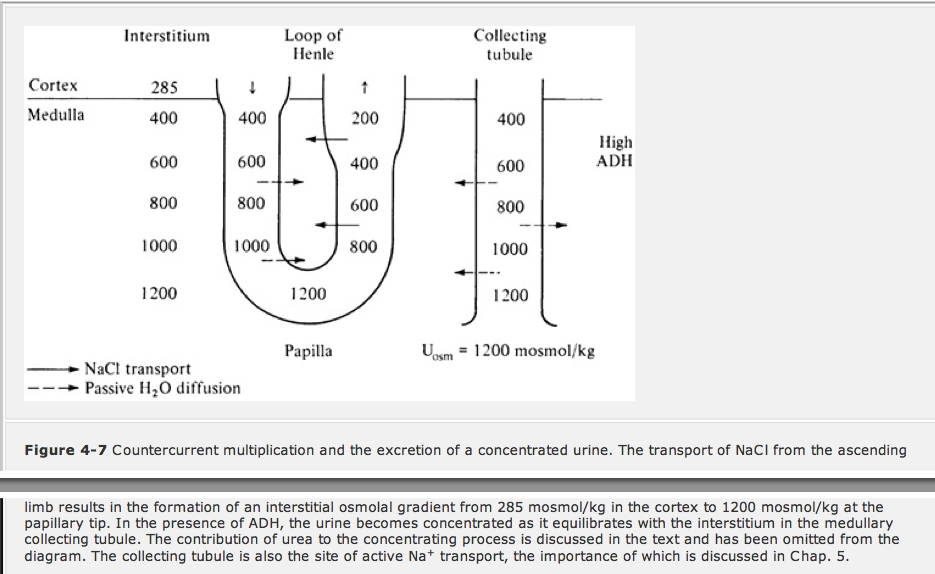 Interstitium Loop of Collecting
Henle tubule
Cortex 285 ↓ ↑
Medulla 400 400 200 400
High
600 600 400 600 ADH
800 800 600 800
1000 1000 800 1000
1200 1200 1200
Papilla Uosm = 1200 mosmol/kg
NaCl transport
Passive H₂O diffusion
Figure 4-7 Countercurrent multiplication and the excretion of a concentrated urine. The transport of NaCl from the ascending
limb results in the formation of an interstitial osmolal gradient from 285 mosmol/kg in the cortex to 1200 mosmol/kg at the
papillary tip. In the presence of ADH, the urine becomes concentrated as it equilibrates with the interstitium in the medullary
collecting tubule. The contribution of urea to the concentrating process is discussed in the text and has been omitted from the
diagram. The collecting tubule is also the site of active Na⁺ transport, the importance of which is discussed in Chap. 5.